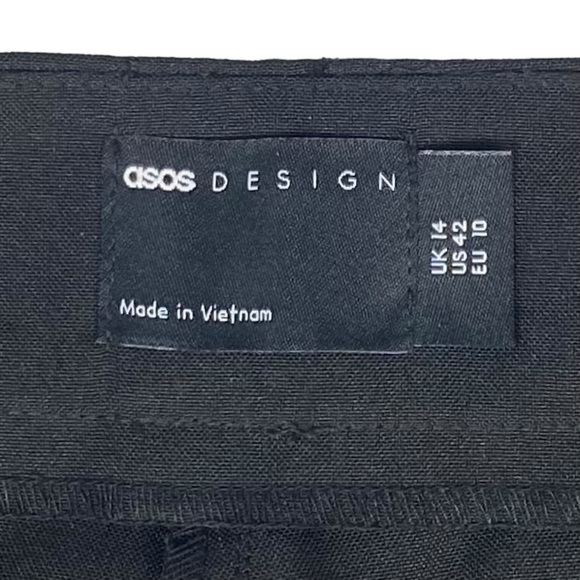 asos DESIGN
Made in Vietnam
UK 14
US 42
EU 10